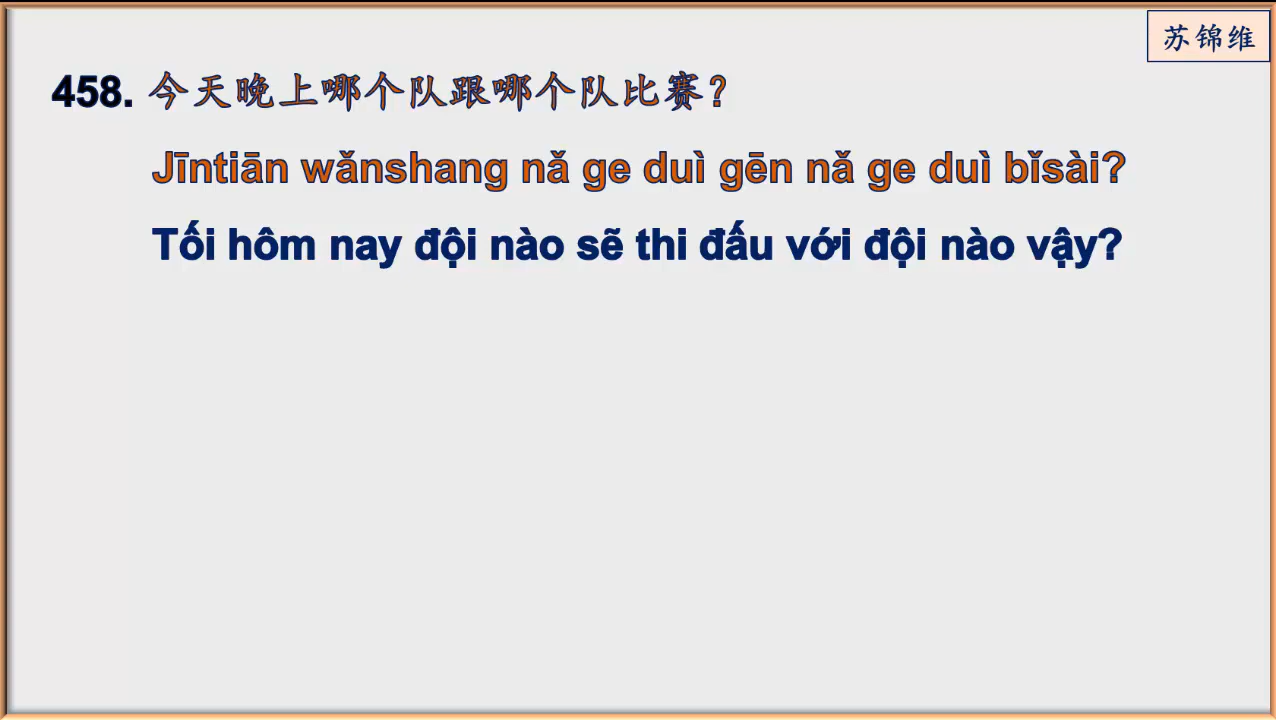 苏锦维
458. 今天晚上哪个队跟哪个队比赛？
Jīntiān wǎnshang nǎ ge duì gēn nǎ ge duì bǐsài?
Tối hôm nay đội nào sẽ thi đấu với đội nào vậy?